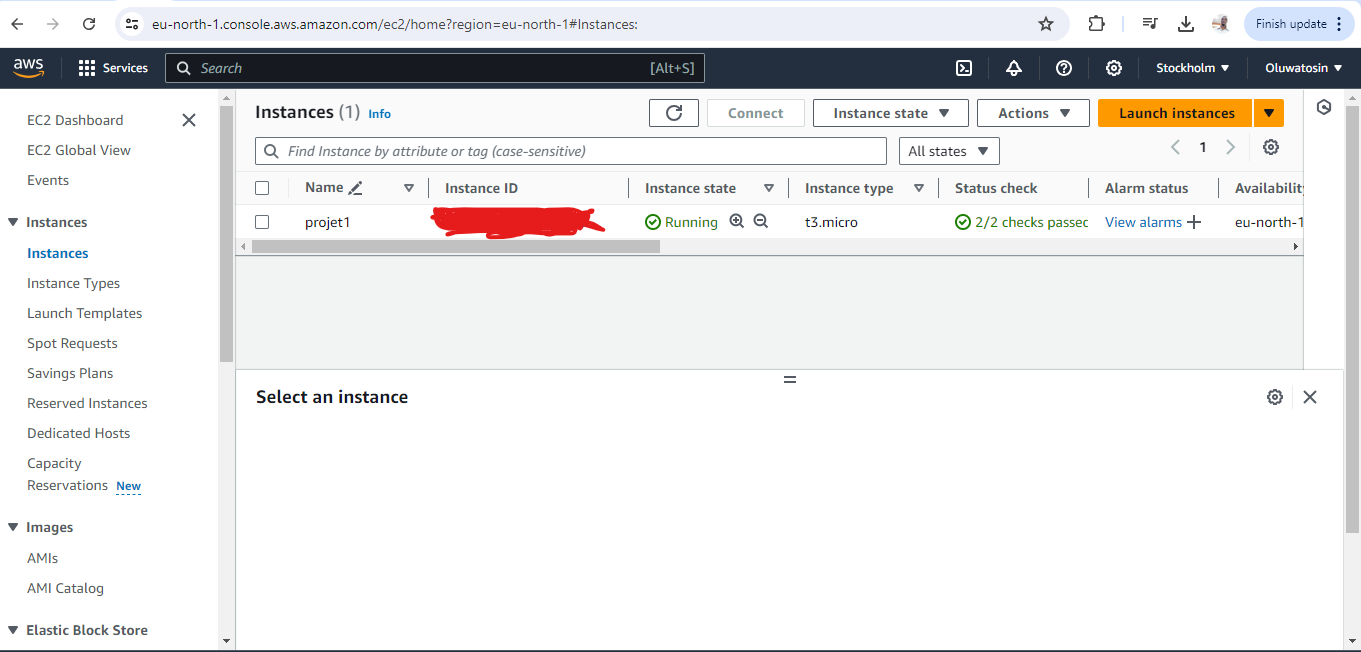 eu-north-1.console.aws.amazon.com/ec2/home?region=eu-north-1#Instances:
Finish update
aws
Services
Search
[Alt+S]
Stockholm
Oluwatosin
EC2 Dashboard
EC2 Global View
Events
Instances
Instances
Instance Types
Launch Templates
Spot Requests
Savings Plans
Reserved Instances
Dedicated Hosts
Capacity
Reservations New
Images
AMIs
AMI Catalog
Elastic Block Store
Instances (1) Info
Connect
Instance state
Actions
Launch instances
Find Instance by attribute or tag (case-sensitive)
All states
1
Name
Instance ID
Instance state
Instance type
Status check
Alarm status
Availability
projet1
Running
t3.micro
2/2 checks passed
View alarms
eu-north-1
Select an instance